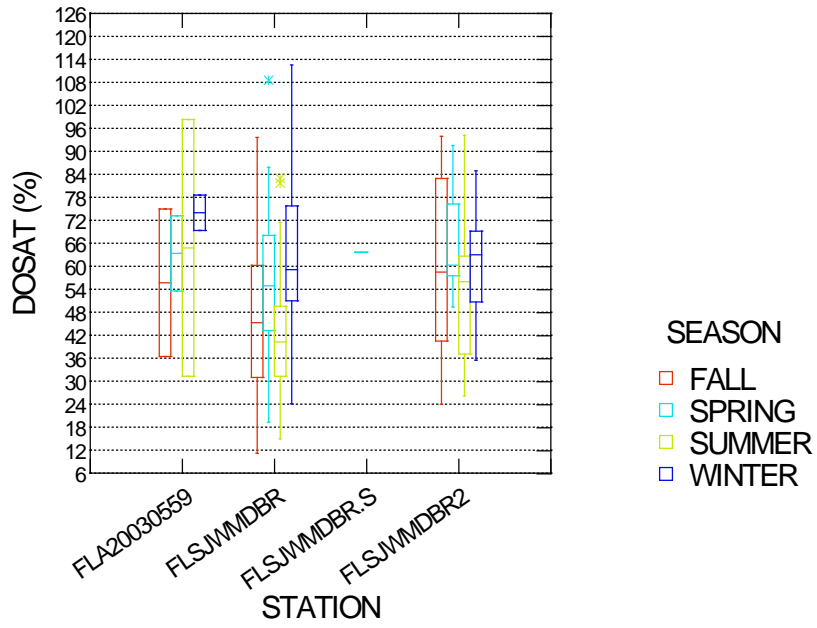 126
120
114
108
102
96
90
84
78
72
66
60
54
48
42
36
30
24
18
12
6
DOSAT (%)
FLA20030559
FLSJWMDBR
FLSJWMDBR.S
FLSJWMDBR2
STATION
SEASON
FALL
SPRING
SUMMER
WINTER